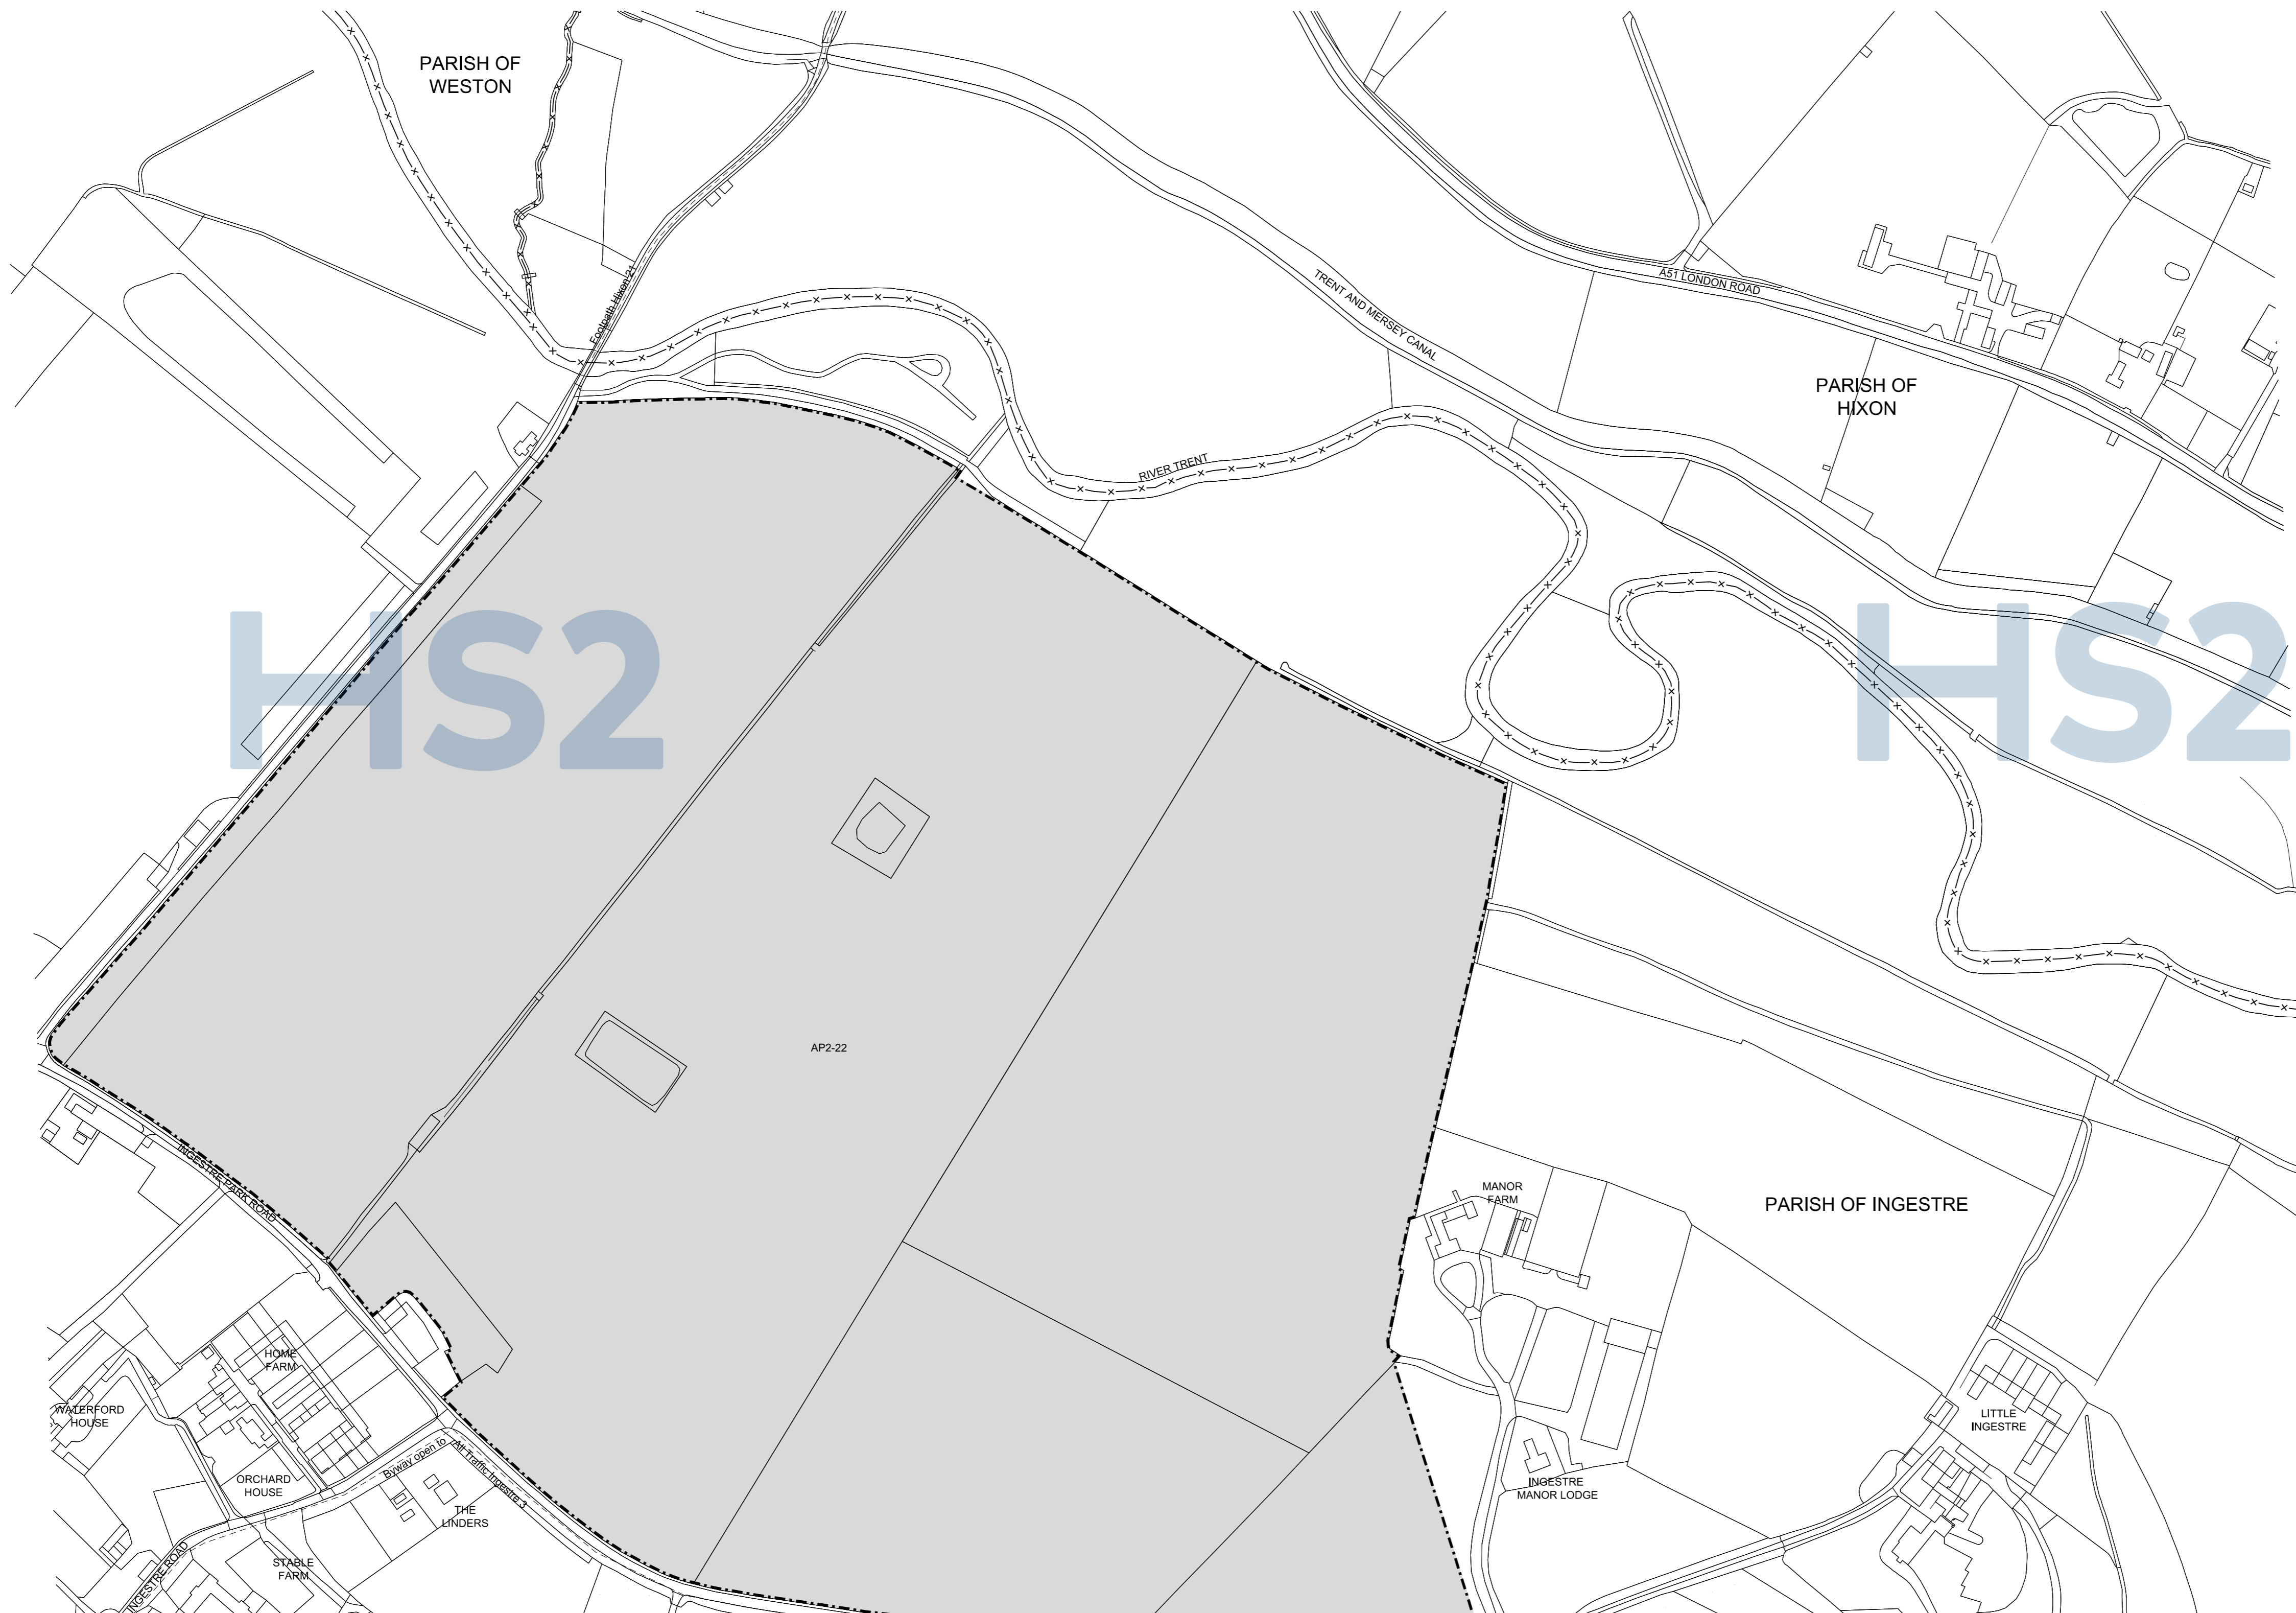 PARISH OF
WESTON
Footpath Hixon 21
TRENT AND MERSEY CANAL
A51 LONDON ROAD
PARISH OF
HIXON
RIVER TRENT
HS2
HS2
AP2-22
INGESTRE PARK ROAD
MANOR
FARM
PARISH OF INGESTRE
HOME
FARM
WATERFORD
HOUSE
LITTLE
INGESTRE
Byway open to
All Traffic Ingestre 3
ORCHARD
HOUSE
INGESTRE
MANOR LODGE
THE
LINDERS
STABLE
FARM
INGESTRE ROAD